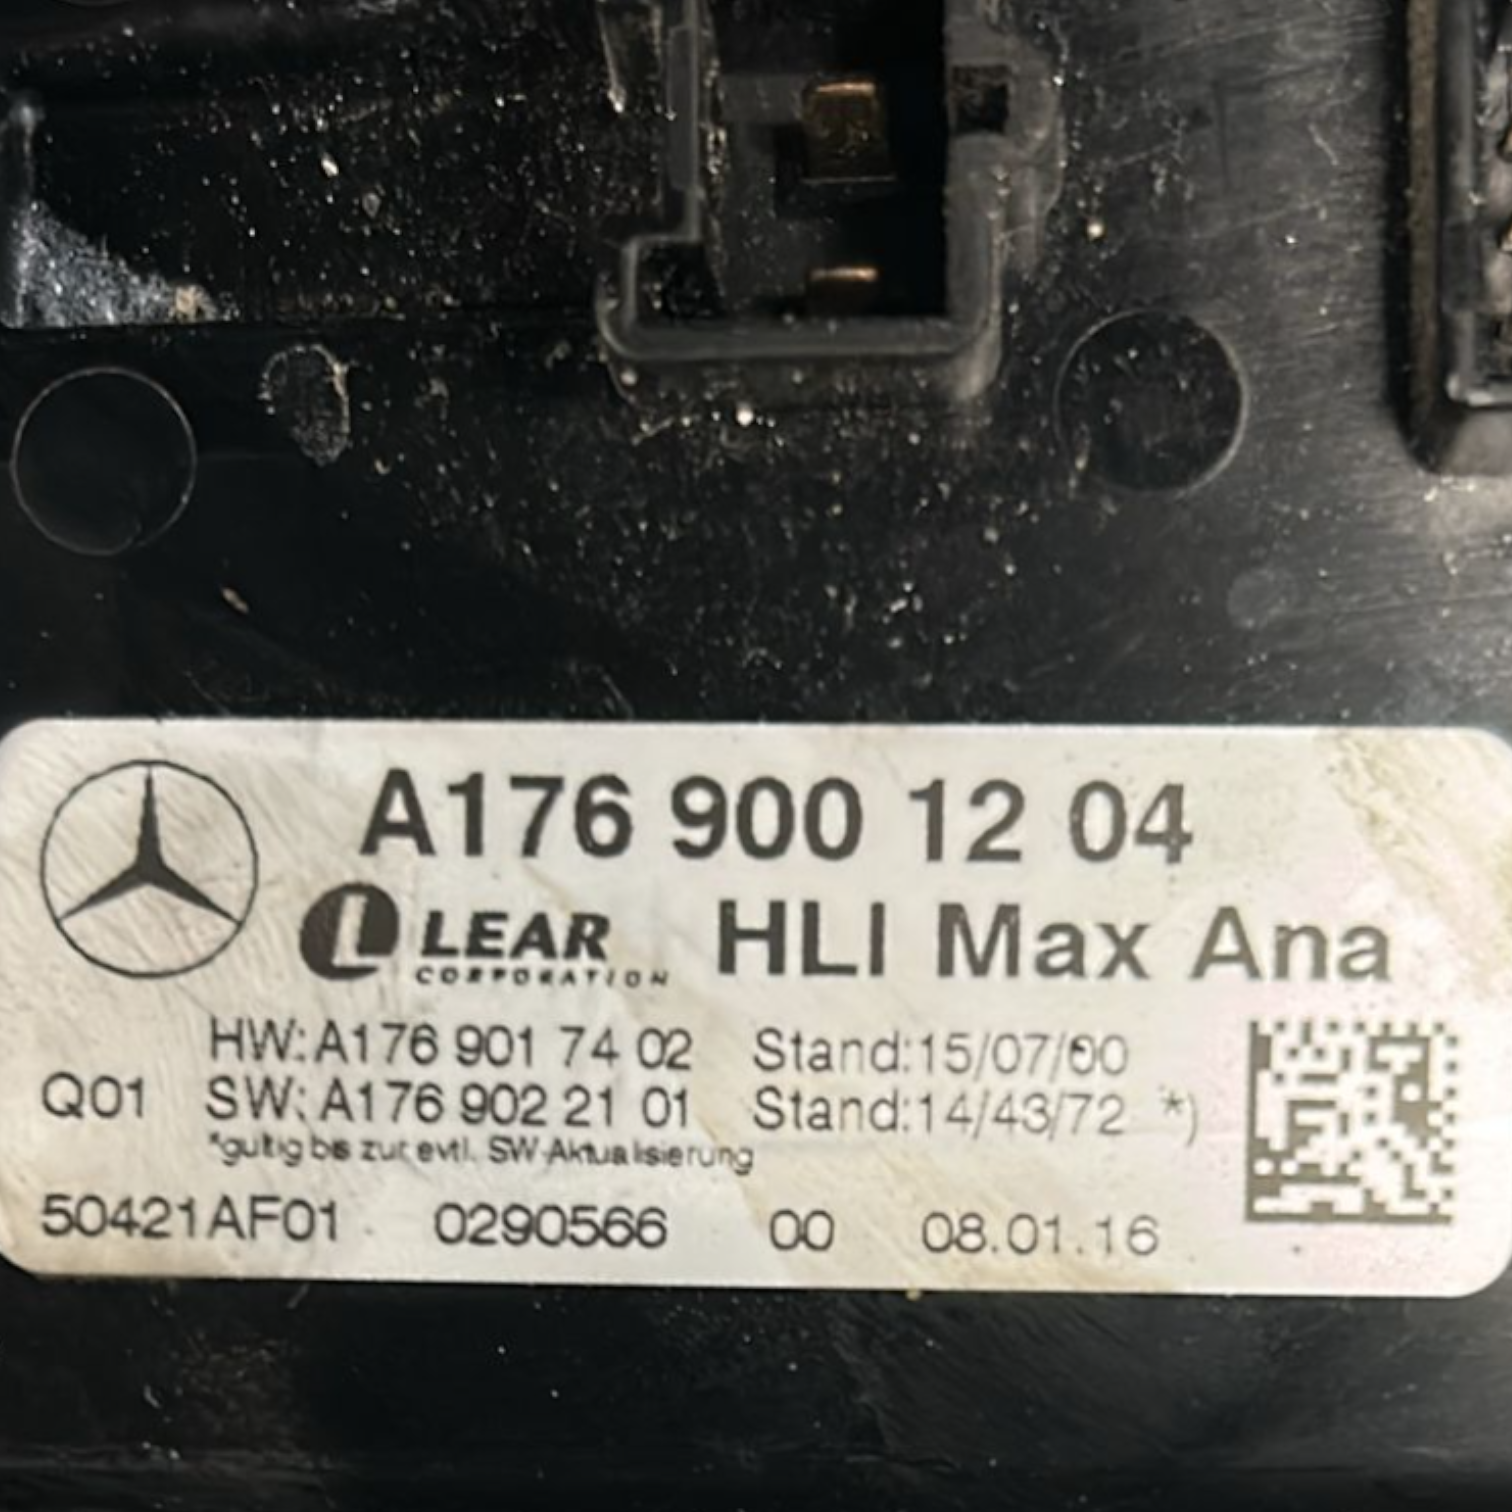 A176 900 12 04
L LEAR CORPORATION HLI Max Ana
HW:A176 901 74 02 Stand:15/07/00
Q01 SW:A176 902 21 01 Stand:14/43/72 *)
*gültig bis zur evtl. SW-Aktualisierung
50421AF01 0290566 00 08.01.16